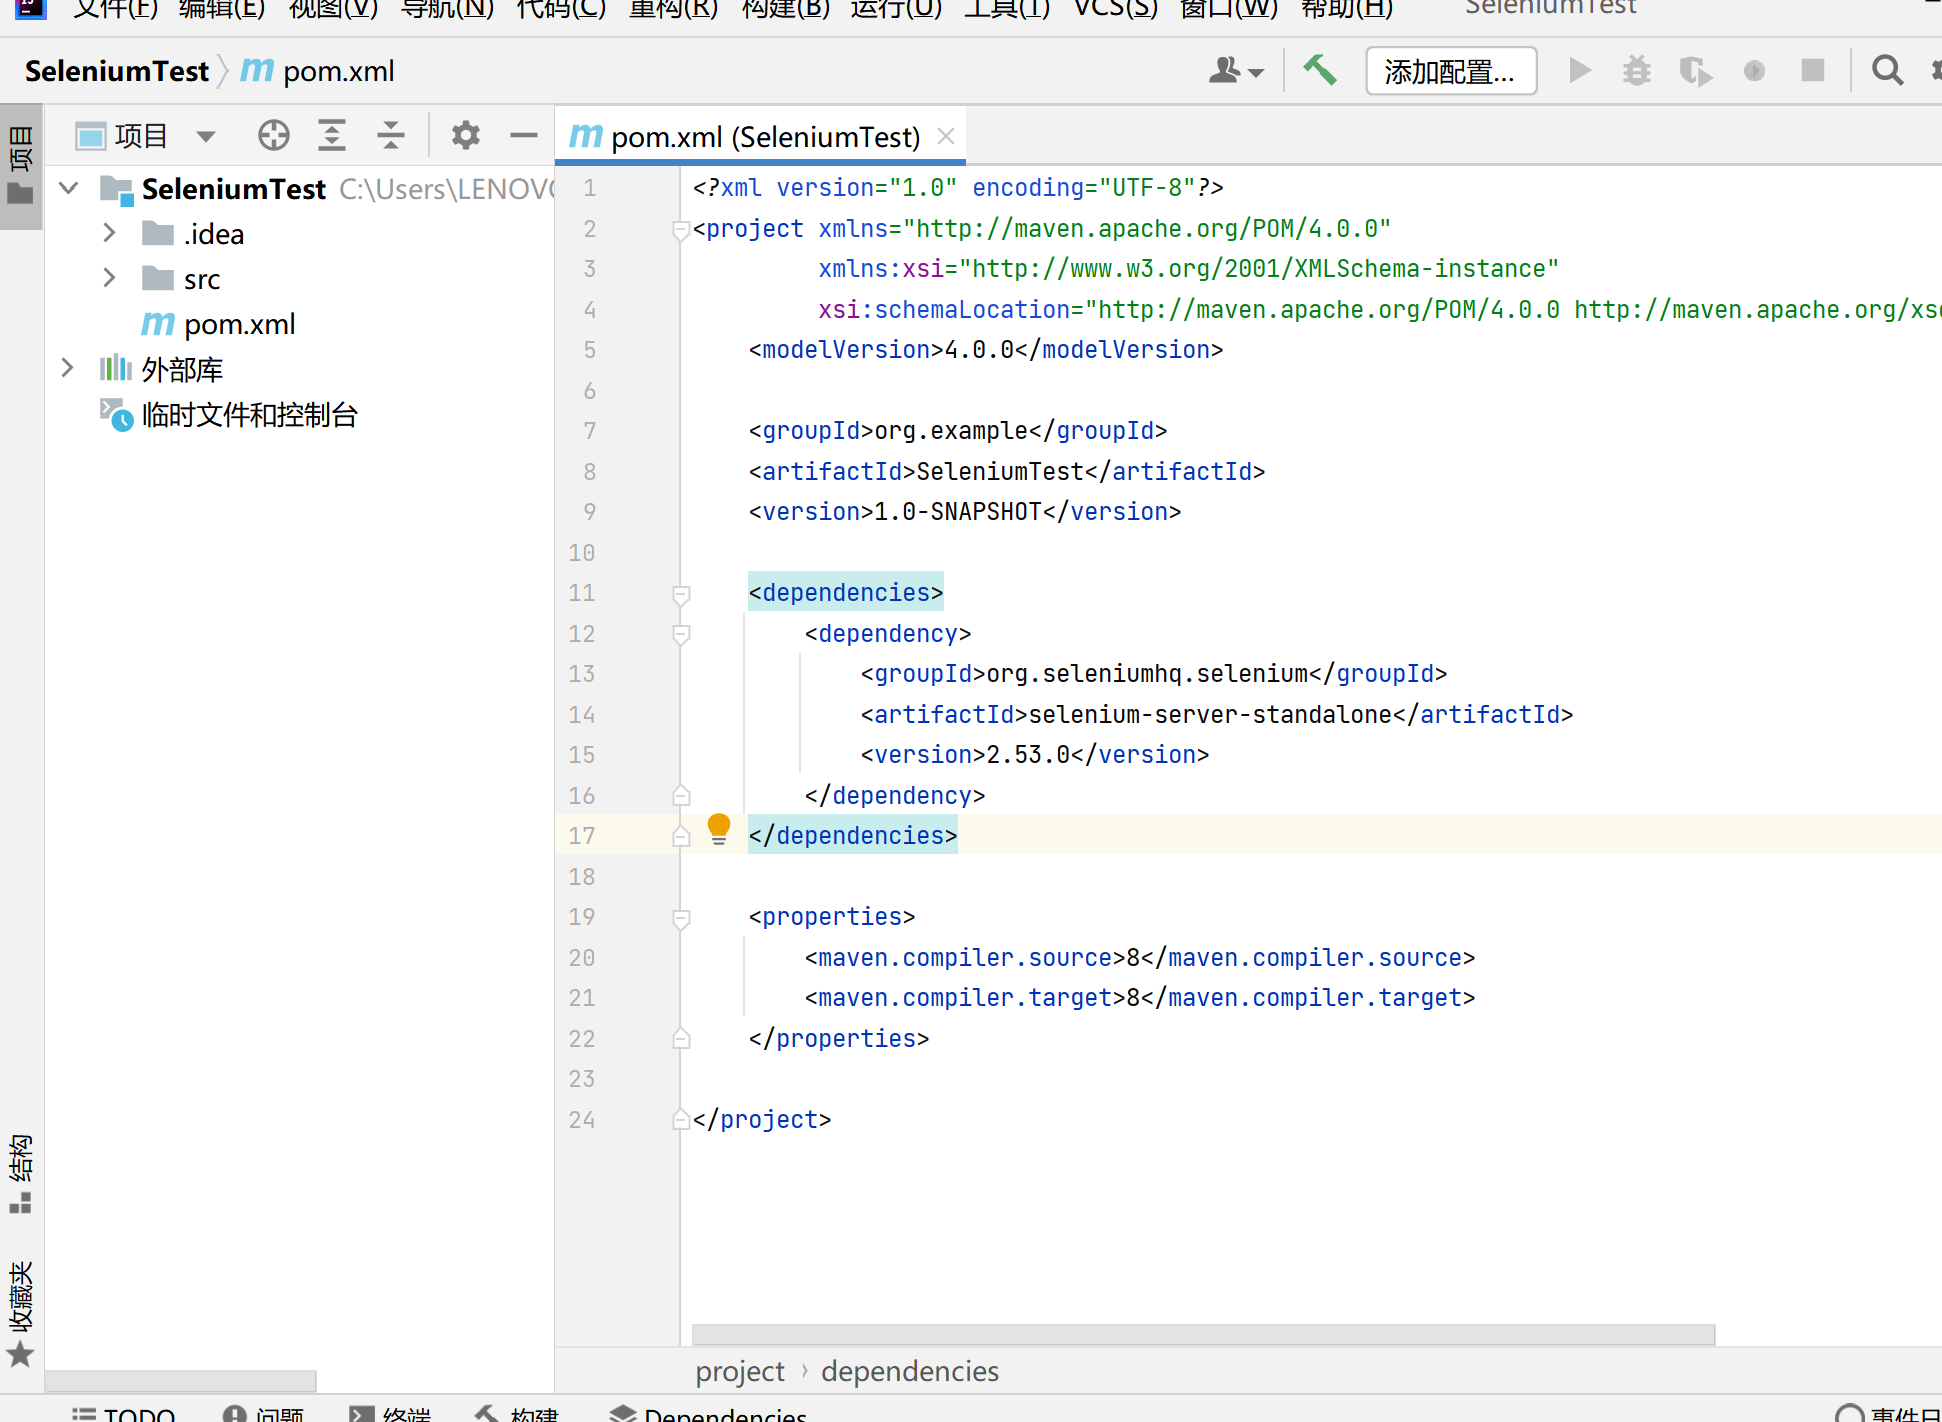 文件(F) 编辑(E) 视图(V) 导航(N) 代码(C) 重构(R) 构建(B) 运行(U) 工具(T) VCS(S) 窗口(W) 帮助(H) SeleniumTest
SeleniumTest pom.xml
添加配置...
项目
项目
pom.xml (SeleniumTest)
SeleniumTest C:\Users\LENOVO
.idea
src
pom.xml
外部库
临时文件和控制台
结构
收藏夹
1 <?xml version="1.0" encoding="UTF-8"?>
2 <project xmlns="http://maven.apache.org/POM/4.0.0"
3 xmlns:xsi="http://www.w3.org/2001/XMLSchema-instance"
4 xsi:schemaLocation="http://maven.apache.org/POM/4.0.0 http://maven.apache.org/xs
5 <modelVersion>4.0.0</modelVersion>
6
7 <groupId>org.example</groupId>
8 <artifactId>SeleniumTest</artifactId>
9 <version>1.0-SNAPSHOT</version>
10
11 <dependencies>
12 <dependency>
13 <groupId>org.seleniumhq.selenium</groupId>
14 <artifactId>selenium-server-standalone</artifactId>
15 <version>2.53.0</version>
16 </dependency>
17 </dependencies>
18
19 <properties>
20 <maven.compiler.source>8</maven.compiler.source>
21 <maven.compiler.target>8</maven.compiler.target>
22 </properties>
23
24 </project>
project › dependencies
TODO 问题 终端 构建 Dependencies 事件日